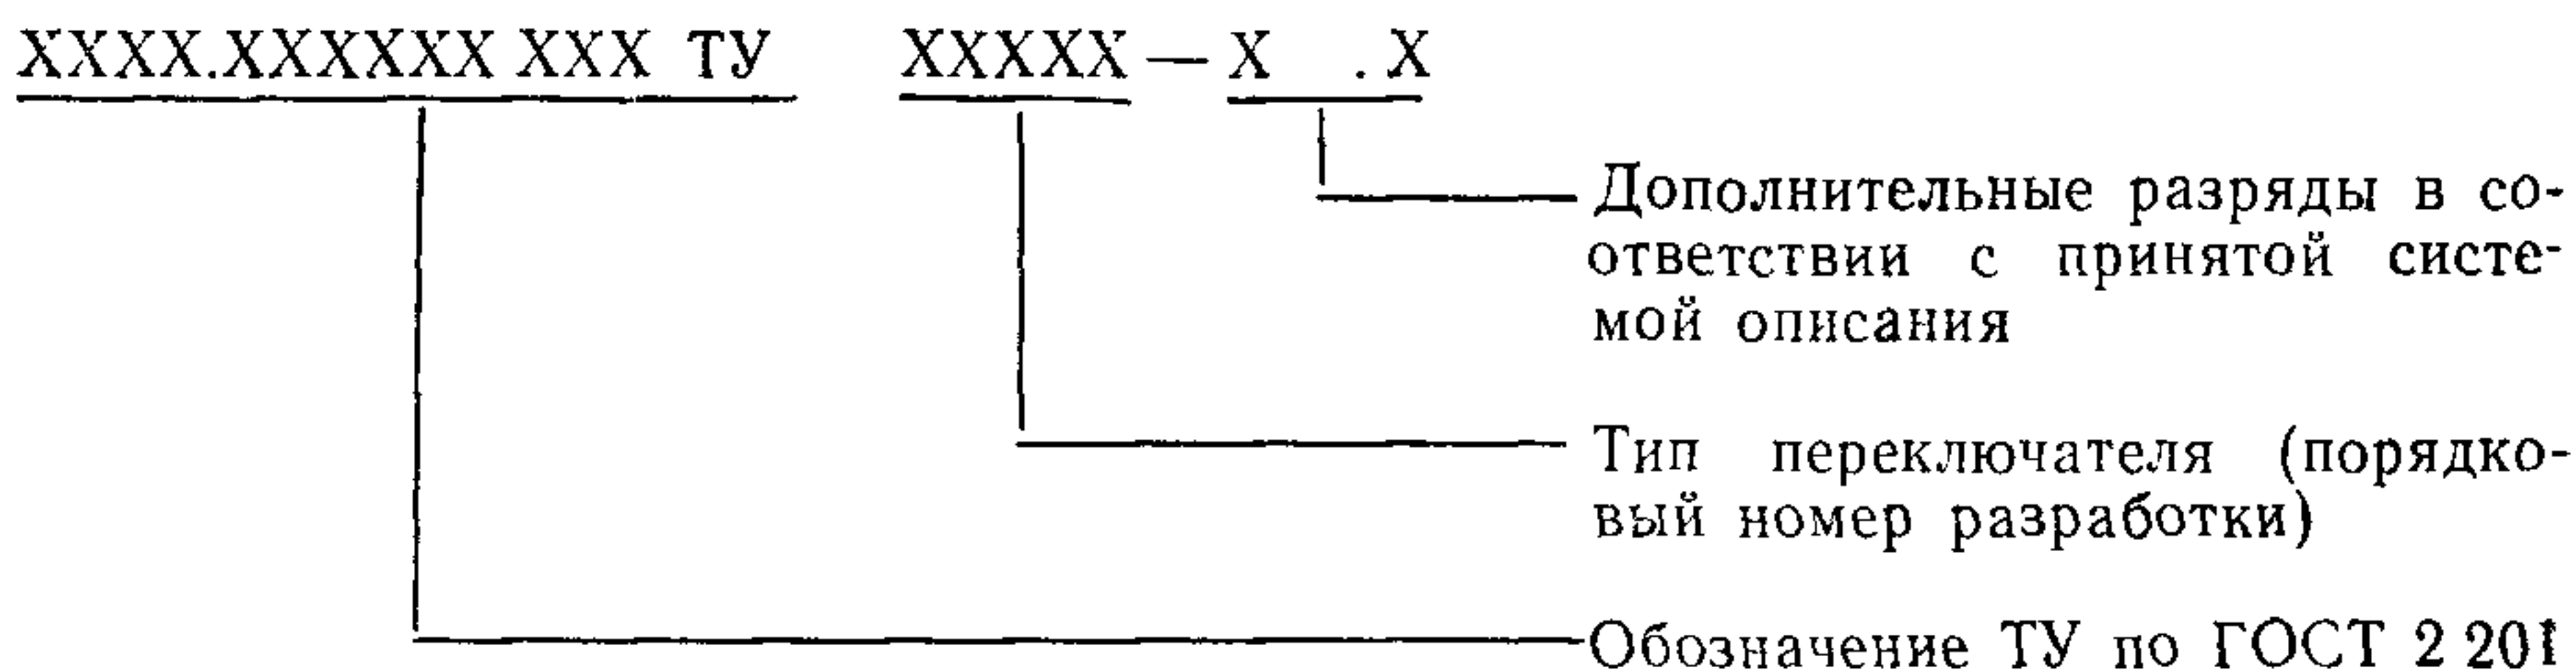 XXXX.XXXXXX XXX ТУ XXXXX — X . X
Дополнительные разряды в со-
ответствии с принятой систе-
мой описания
Тип переключателя (порядко-
вый номер разработки)
Обозначение ТУ по ГОСТ 2 201